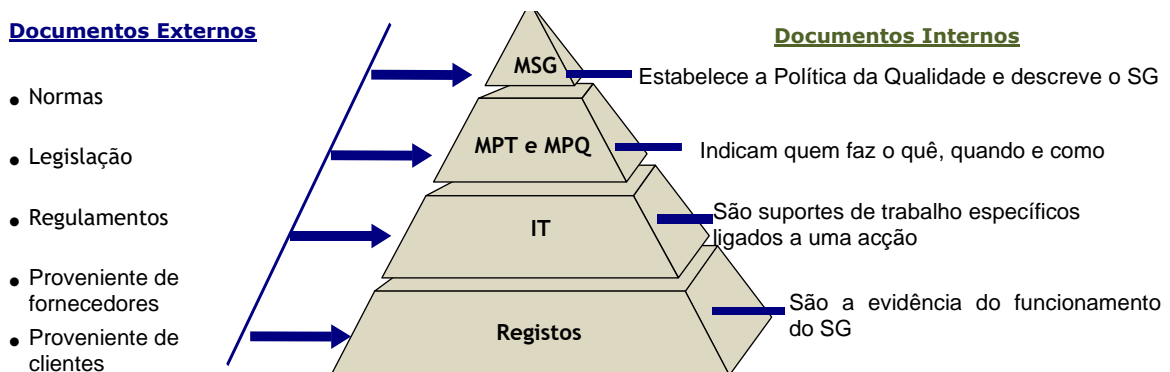 Documentos Externos
• Normas
• Legislação
• Regulamentos
• Proveniente de
fornecedores
• Proveniente de
clientes
MSG
MPT e MPQ
IT
Registos
Documentos Internos
Estabelece a Política da Qualidade e descreve o SG
Indicam quem faz o quê, quando e como
São suportes de trabalho específicos
ligados a uma acção
São a evidência do funcionamento
do SG